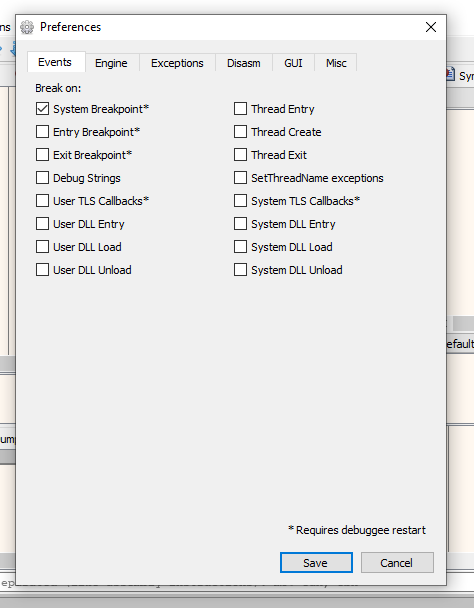 ns
Preferences
Events
Engine
Exceptions
Disasm
GUI
Misc
Break on:
System Breakpoint*
Thread Entry
Entry Breakpoint*
Thread Create
Exit Breakpoint*
Thread Exit
Debug Strings
SetThreadName exceptions
User TLS Callbacks*
System TLS Callbacks*
User DLL Entry
System DLL Entry
User DLL Load
System DLL Load
User DLL Unload
System DLL Unload
* Requires debuggee restart
Save
Cancel
Syr
efault
ump